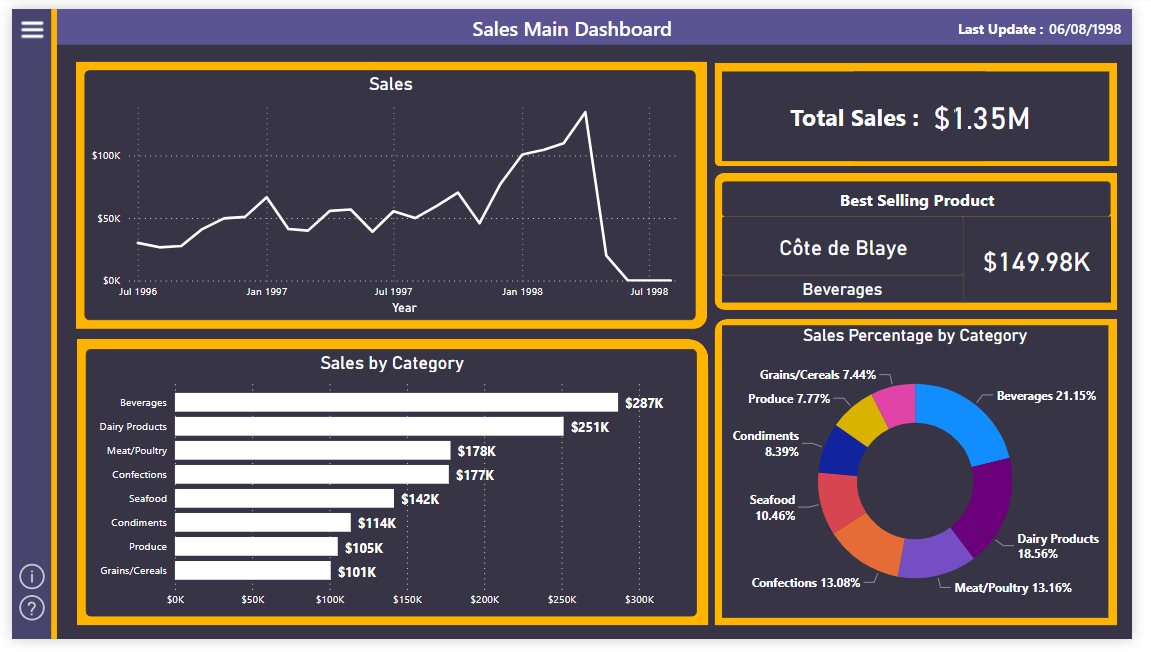 Sales Main Dashboard
Last Update : 06/08/1998
Sales
$100K
$50K
$0K
Jul 1996
Jan 1997
Jul 1997
Jan 1998
Jul 1998
Year
Total Sales : $1.35M
Best Selling Product
Côte de Blaye
$149.98K
Beverages
Sales by Category
Beverages $287K
Dairy Products $251K
Meat/Poultry $178K
Confections $177K
Seafood $142K
Condiments $114K
Produce $105K
Grains/Cereals $101K
$0K $50K $100K $150K $200K $250K $300K
Sales Percentage by Category
Grains/Cereals 7.44%
Beverages 21.15%
Produce 7.77%
Condiments
8.39%
Seafood
10.46%
Dairy Products
18.56%
Confections 13.08%
Meat/Poultry 13.16%
i
?